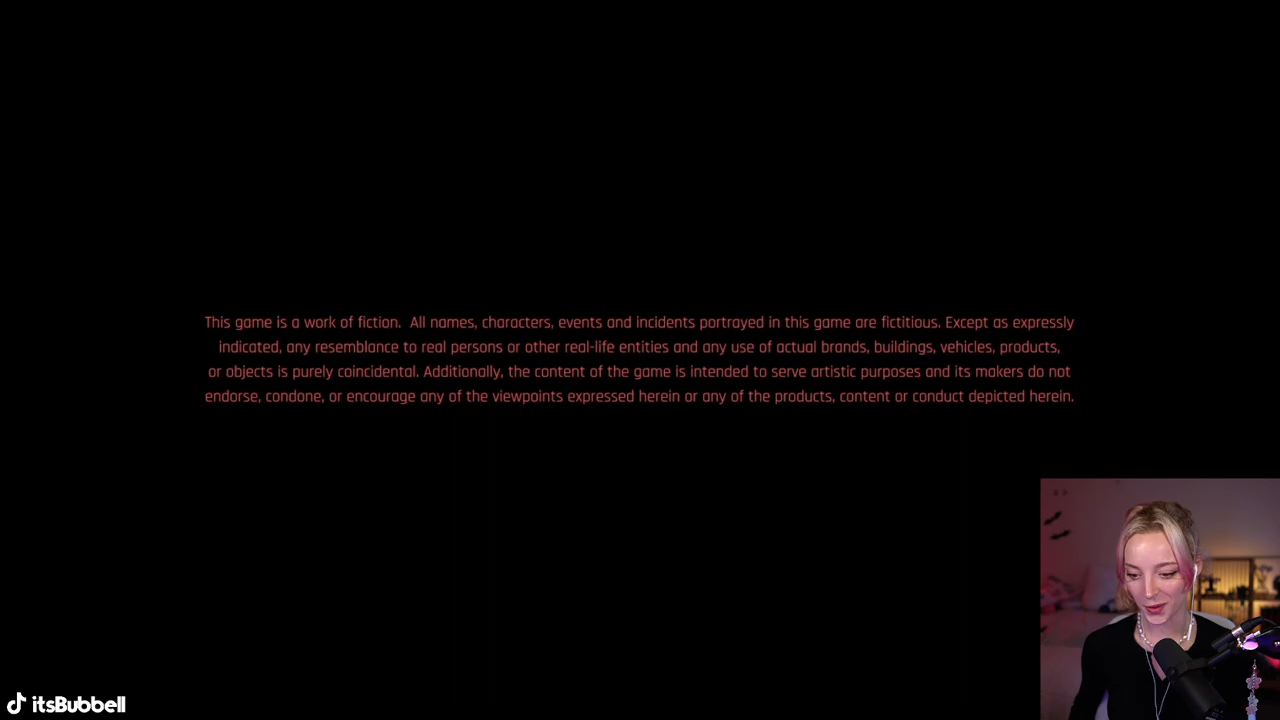 This game is a work of fiction.  All names, characters, events and incidents portrayed in this game are fictitious. Except as expressly
indicated, any resemblance to real persons or other real-life entities and any use of actual brands, buildings, vehicles, products,
or objects is purely coincidental. Additionally, the content of the game is intended to serve artistic purposes and its makers do not
endorse, condone, or encourage any of the viewpoints expressed herein or any of the products, content or conduct depicted herein.
itsBubbell